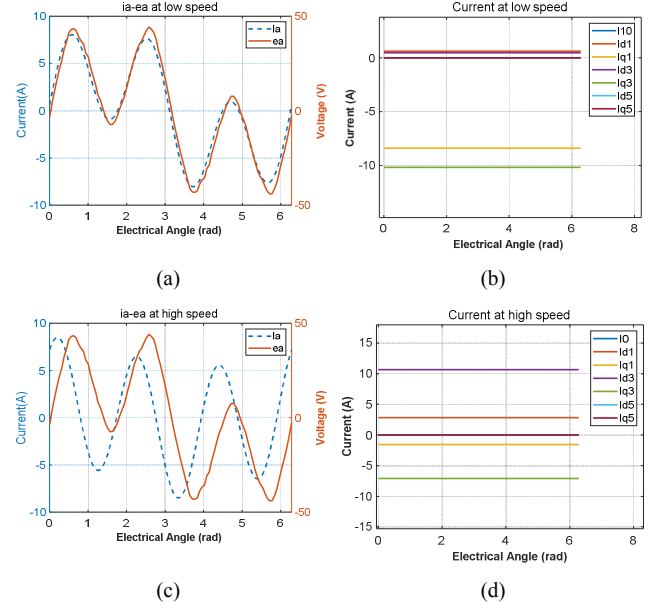 ia-ea at low speed
10
5
0
-5
-10
Current(A)
50
0
-50
Voltage (V)
Ia
ea
0 1 2 3 4 5 6
Electrical Angle (rad)
(a)
Current at low speed
0
-5
-10
Current (A)
I10
Id1
Iq1
Id3
Iq3
Id5
Iq5
0 2 4 6 8
Electrical Angle (rad)
(b)
ia-ea at high speed
10
5
0
-5
-10
Current(A)
50
0
-50
Voltage (V)
Ia
ea
0 1 2 3 4 5 6
Electrical Angle (rad)
(c)
Current at high speed
15
10
5
0
-5
-10
-15
Current (A)
I0
Id1
Iq1
Id3
Iq3
Id5
Iq5
0 2 4 6 8
Electrical Angle (rad)
(d)